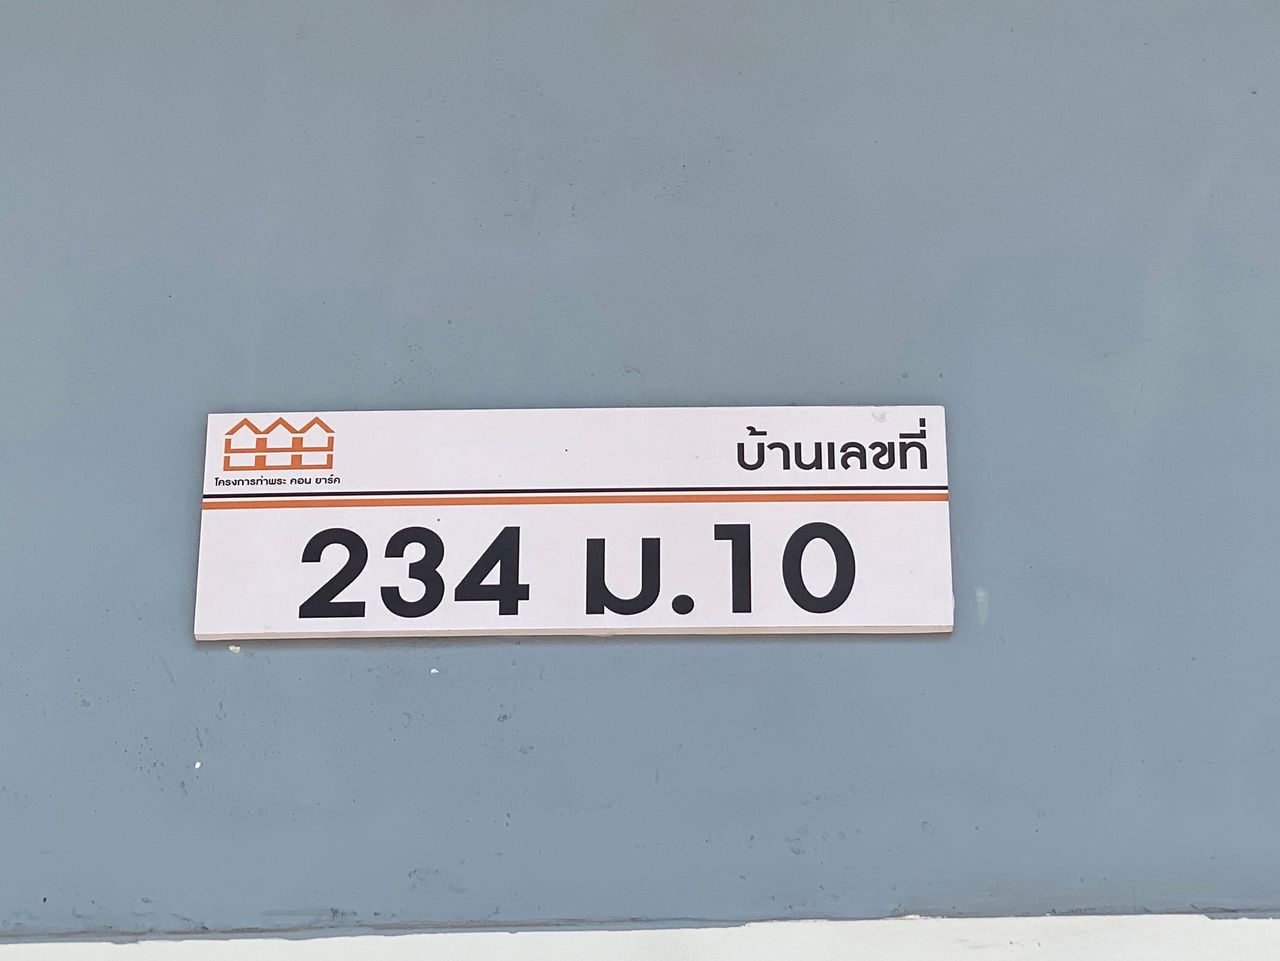 บ้านเลขที่
โครงการท่าพระ คอน ยาร์ค
234 ม.10